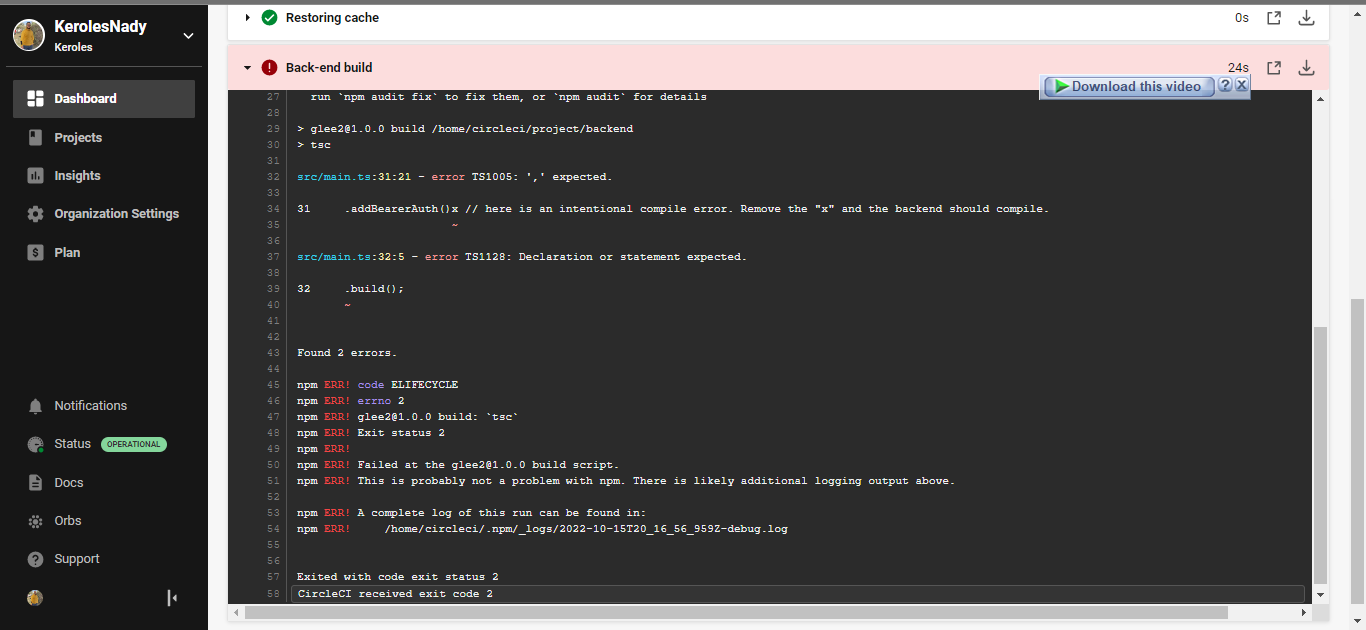 KerolesNady
Keroles
Dashboard
Projects
Insights
Organization Settings
Plan
Notifications
Status OPERATIONAL
Docs
Orbs
Support
Restoring cache 0s
Back-end build 24s
Download this video ? X
27 run `npm audit fix` to fix them, or `npm audit` for details
28
29 > glee2@1.0.0 build /home/circleci/project/backend
30 > tsc
31
32 src/main.ts:31:21 - error TS1005: ',' expected.
33
34 31 .addBearerAuth()x // here is an intentional compile error. Remove the "x" and the backend should compile.
35 ~
36
37 src/main.ts:32:5 - error TS1128: Declaration or statement expected.
38
39 32 .build();
40 ~
41
42
43 Found 2 errors.
44
45 npm ERR! code ELIFECYCLE
46 npm ERR! errno 2
47 npm ERR! glee2@1.0.0 build: `tsc`
48 npm ERR! Exit status 2
49 npm ERR!
50 npm ERR! Failed at the glee2@1.0.0 build script.
51 npm ERR! This is probably not a problem with npm. There is likely additional logging output above.
52
53 npm ERR! A complete log of this run can be found in:
54 npm ERR! /home/circleci/.npm/_logs/2022-10-15T20_16_56_959Z-debug.log
55
56
57 Exited with code exit status 2
58 CircleCI received exit code 2